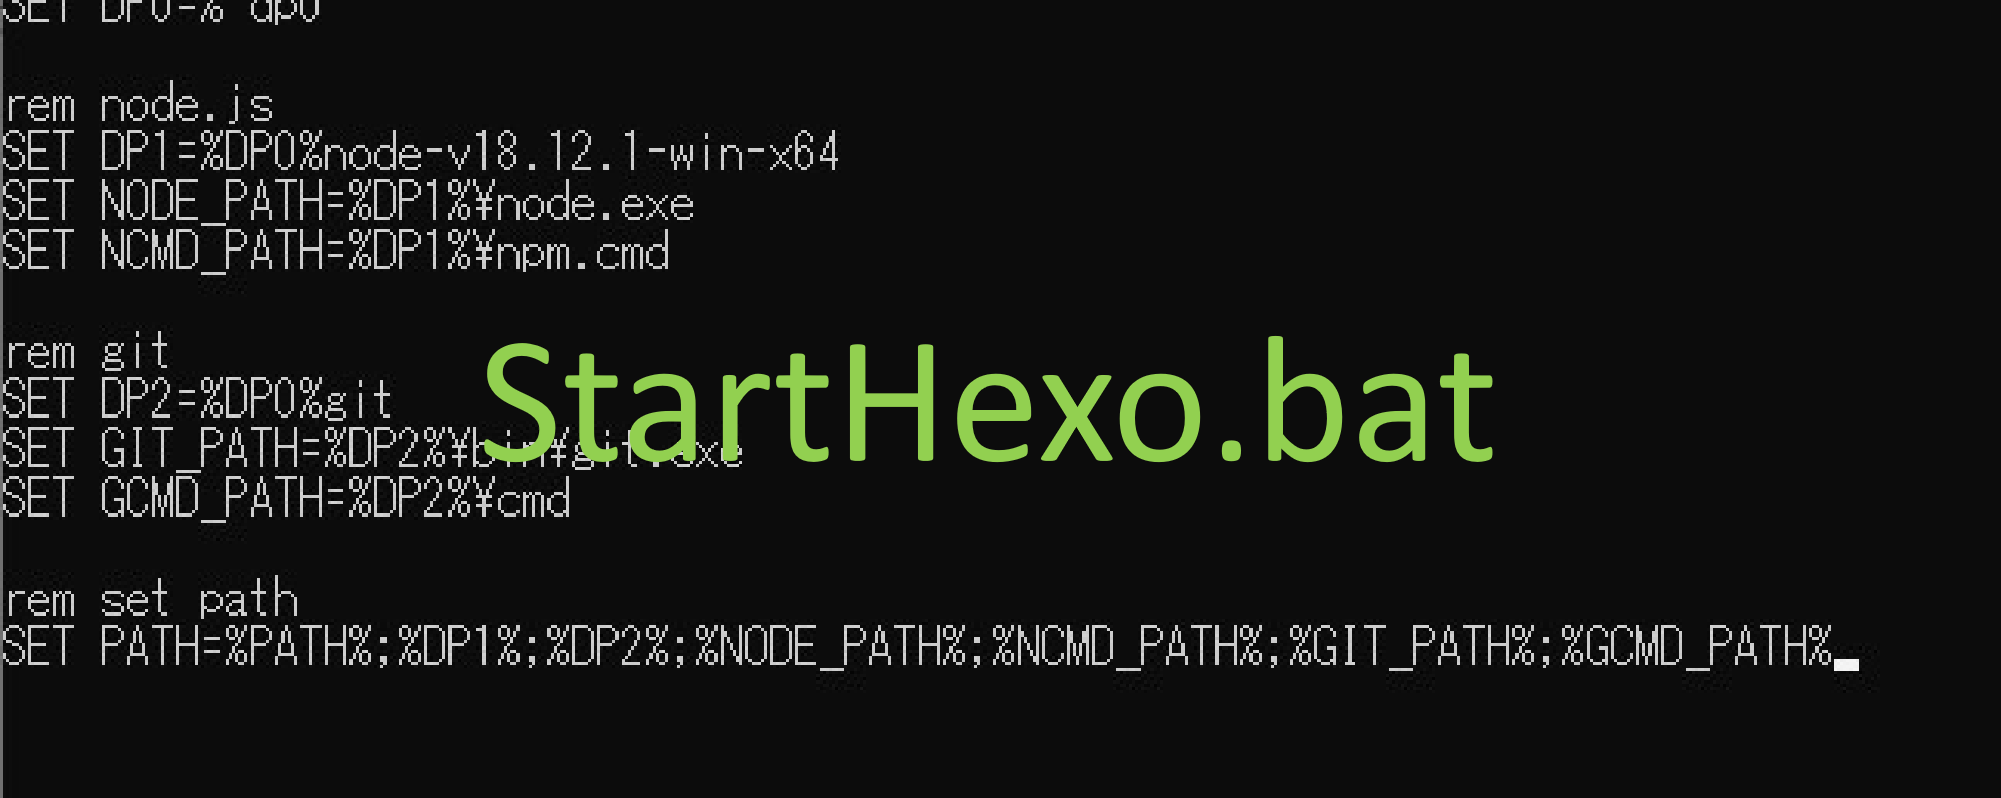 SET DP0=%~dp0
rem node.js
SET DP1=%DP0%node-v18.12.1-win-x64
SET NODE_PATH=%DP1%¥node.exe
SET NCMD_PATH=%DP1%¥npm.cmd
rem git
SET DP2=%DP0%git
SET GIT_PATH=%DP2%¥bin¥git.exe
SET GCMD_PATH=%DP2%¥cmd
StartHexo.bat
rem set path
SET PATH=%PATH%;%DP1%;%DP2%;%NODE_PATH%;%NCMD_PATH%;%GIT_PATH%;%GCMD_PATH%